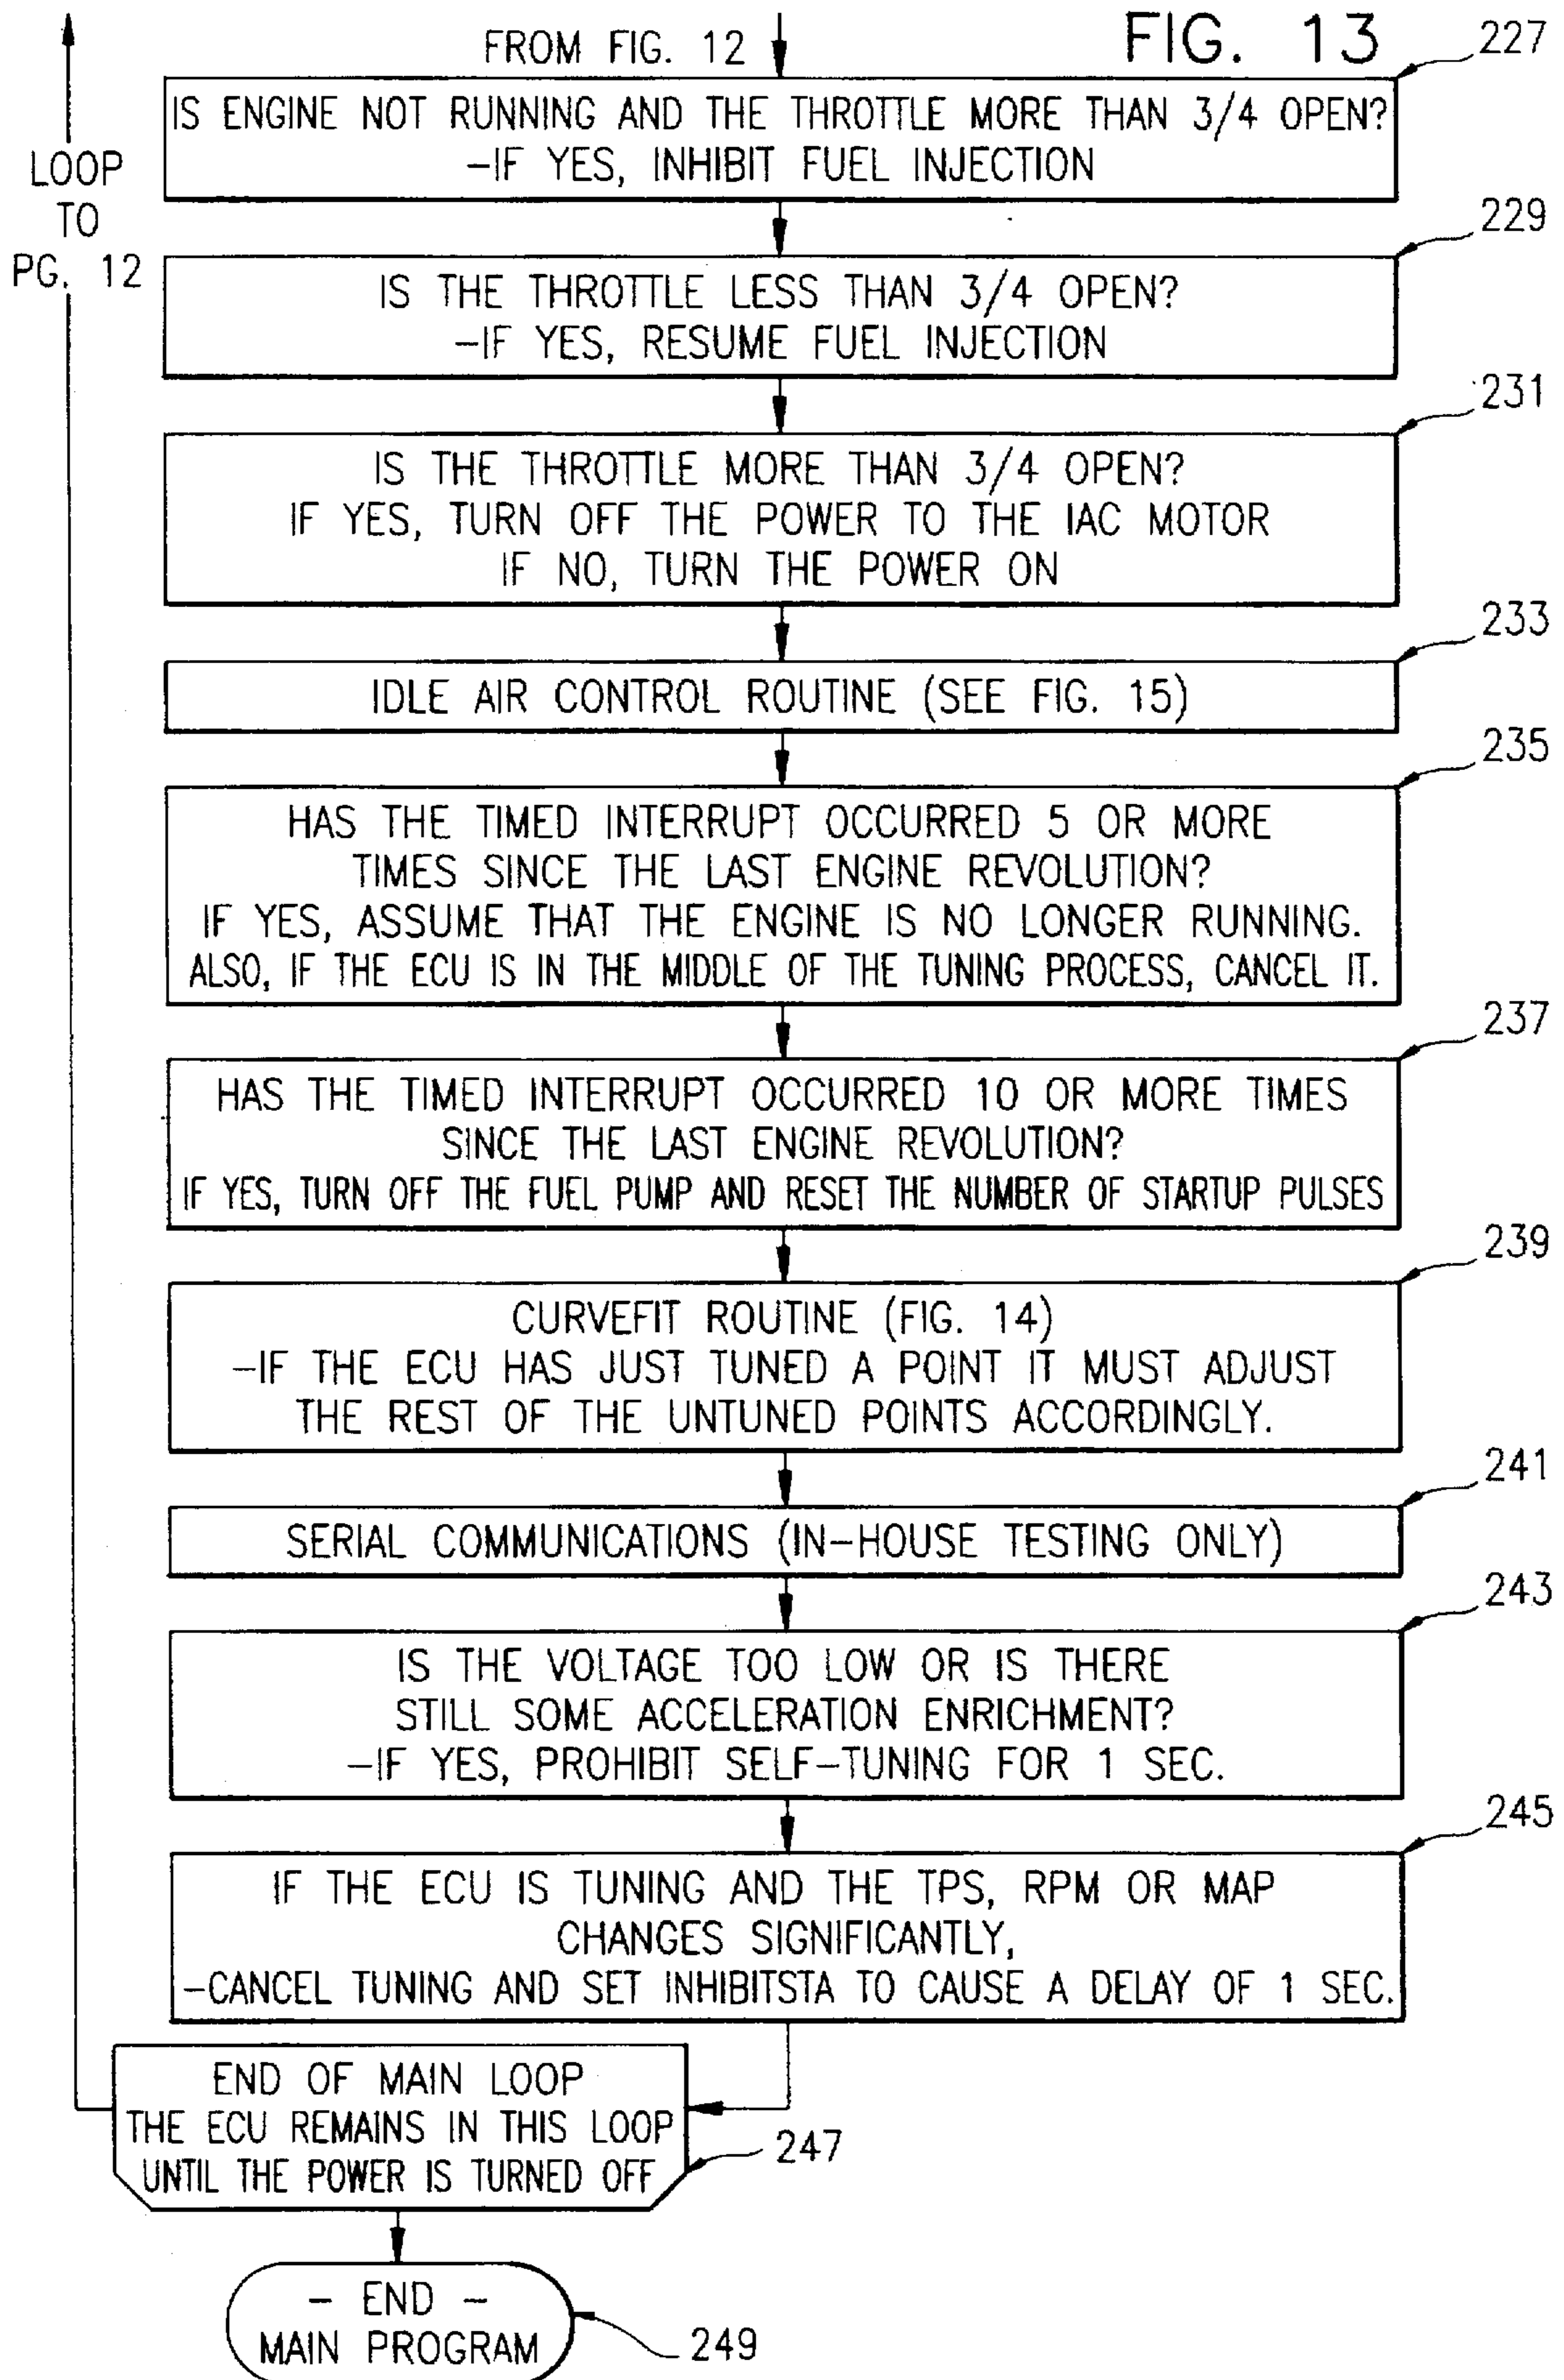 FROM FIG. 12
FIG. 13
227
IS ENGINE NOT RUNNING AND THE THROTTLE MORE THAN 3/4 OPEN?
-IF YES, INHIBIT FUEL INJECTION
LOOP
TO
PG. 12
229
IS THE THROTTLE LESS THAN 3/4 OPEN?
-IF YES, RESUME FUEL INJECTION
231
IS THE THROTTLE MORE THAN 3/4 OPEN?
IF YES, TURN OFF THE POWER TO THE IAC MOTOR
IF NO, TURN THE POWER ON
233
IDLE AIR CONTROL ROUTINE (SEE FIG. 15)
235
HAS THE TIMED INTERRUPT OCCURRED 5 OR MORE
TIMES SINCE THE LAST ENGINE REVOLUTION?
IF YES, ASSUME THAT THE ENGINE IS NO LONGER RUNNING.
ALSO, IF THE ECU IS IN THE MIDDLE OF THE TUNING PROCESS, CANCEL IT.
237
HAS THE TIMED INTERRUPT OCCURRED 10 OR MORE TIMES
SINCE THE LAST ENGINE REVOLUTION?
IF YES, TURN OFF THE FUEL PUMP AND RESET THE NUMBER OF STARTUP PULSES
239
CURVEFIT ROUTINE (FIG. 14)
-IF THE ECU HAS JUST TUNED A POINT IT MUST ADJUST
THE REST OF THE UNTUNED POINTS ACCORDINGLY.
241
SERIAL COMMUNICATIONS (IN-HOUSE TESTING ONLY)
243
IS THE VOLTAGE TOO LOW OR IS THERE
STILL SOME ACCELERATION ENRICHMENT?
-IF YES, PROHIBIT SELF-TUNING FOR 1 SEC.
245
IF THE ECU IS TUNING AND THE TPS, RPM OR MAP
CHANGES SIGNIFICANTLY,
-CANCEL TUNING AND SET INHIBITSTA TO CAUSE A DELAY OF 1 SEC.
END OF MAIN LOOP
THE ECU REMAINS IN THIS LOOP
UNTIL THE POWER IS TURNED OFF
247
- END -
MAIN PROGRAM
249